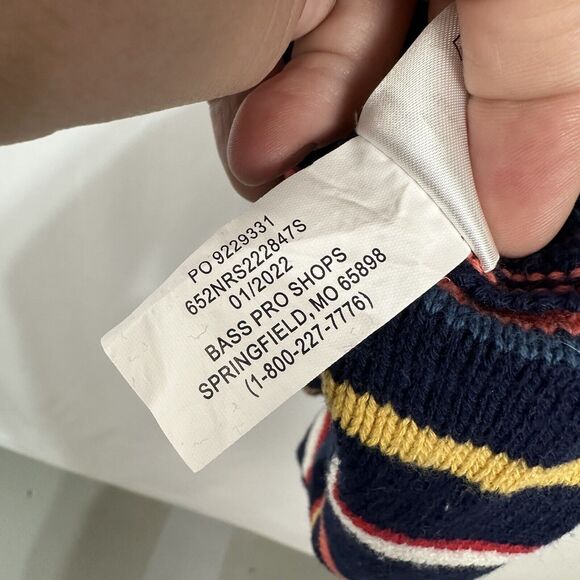 PO 9229331
652NRS222847S
01/2022
BASS PRO SHOPS
SPRINGFIELD, MO 65898
(1-800-227-7776)